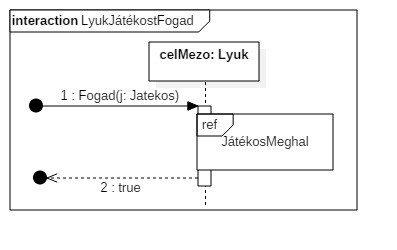 interaction LyukJátékostFogad
celMezo: Lyuk
1 : Fogad(j: Jatekos)
ref
JátékosMeghal
2 : true